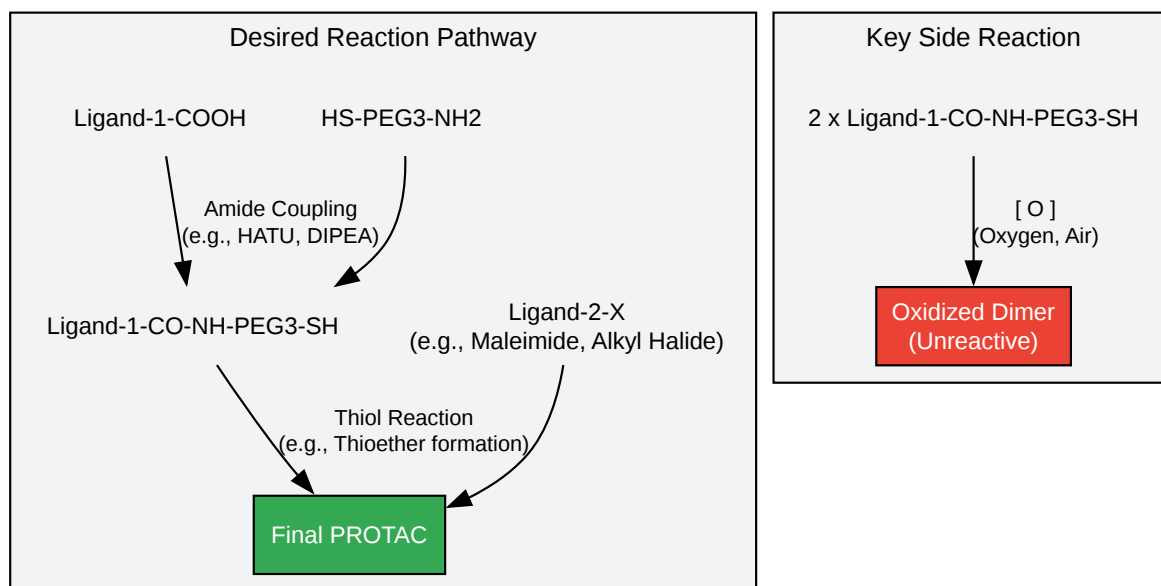 Desired Reaction Pathway
Ligand-1-COOH
HS-PEG3-NH2
Amide Coupling
(e.g., HATU, DIPEA)
Ligand-1-CO-NH-PEG3-SH
Ligand-2-X
(e.g., Maleimide, Alkyl Halide)
Thiol Reaction
(e.g., Thioether formation)
Final PROTAC
Key Side Reaction
2 x Ligand-1-CO-NH-PEG3-SH
[ O ]
(Oxygen, Air)
Oxidized Dimer
(Unreactive)